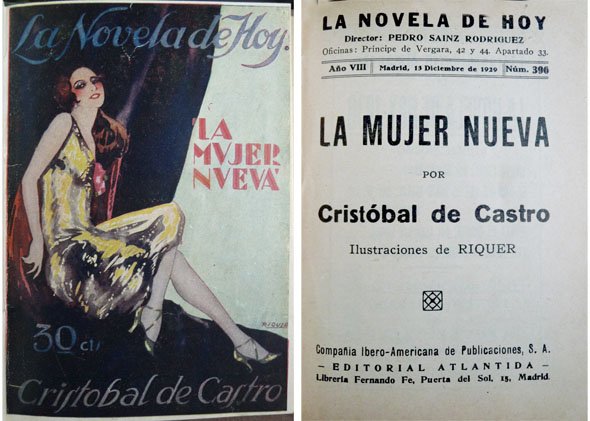 La Novela de Hoy.
LA
MVJER
NVEVA
RIQUER
30 cts
Cristobal de Castro
LA NOVELA DE HOY
Director: PEDRO SAINZ RODRIGUEZ
Oficinas: Príncipe de Vergara, 42 y 44. Apartado 33.
Año VIII Madrid, 13 Diciembre de 1929 Núm. 396
LA MUJER NUEVA
POR
Cristóbal de Castro
Ilustraciones de RIQUER
Compañía Ibero-Americana de Publicaciones, S. A.
- EDITORIAL ATLANTIDA -
Librería Fernando Fe, Puerta del Sol, 15, Madrid.